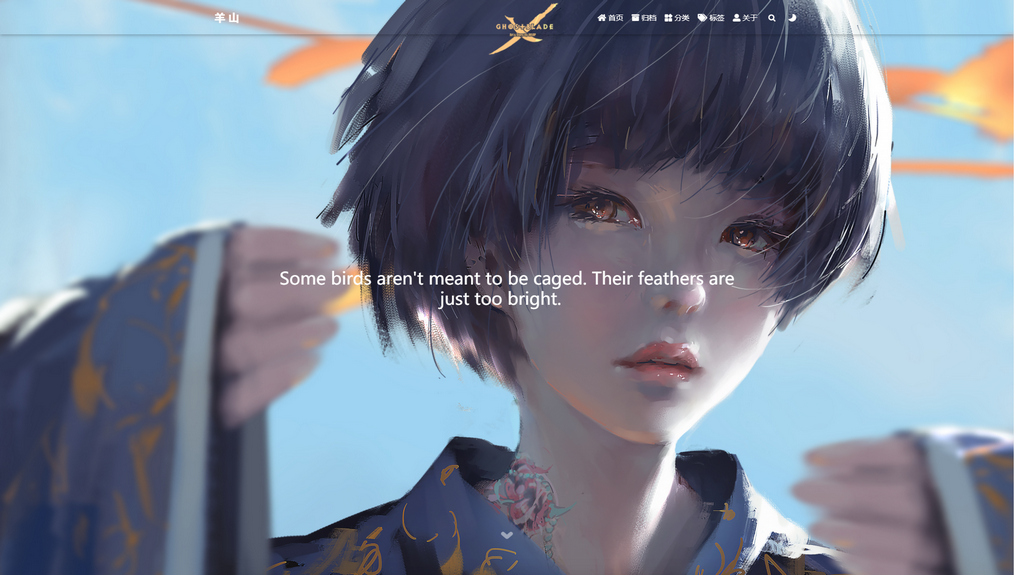 羊山
GHOSTBLADE
首页 归档 分类 标签 关于
Some birds aren't meant to be caged. Their feathers are
just too bright.